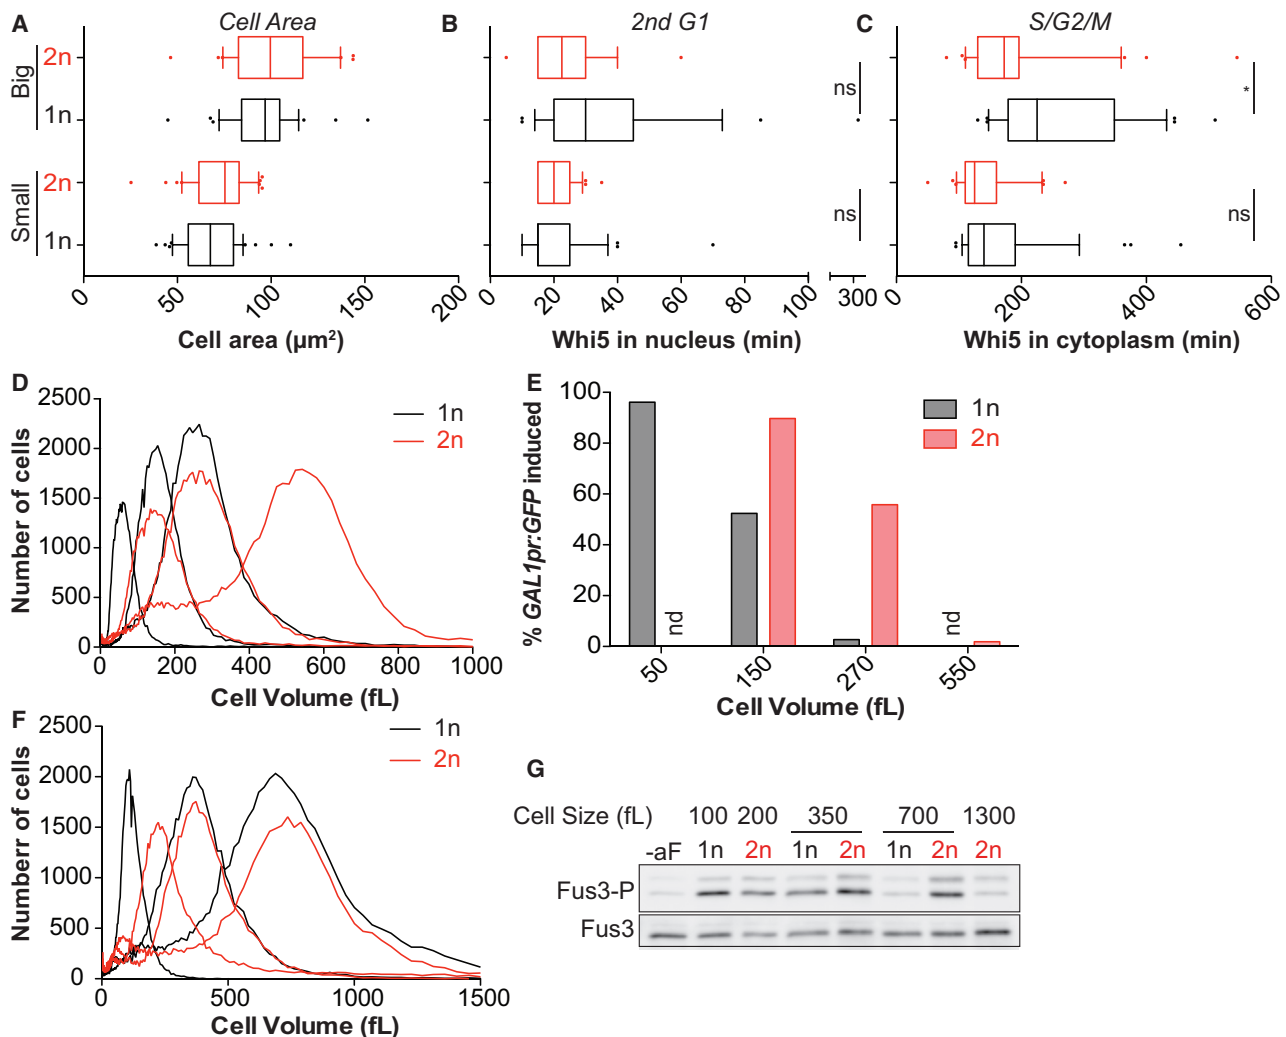 A
Cell Area
Big
2n
1n
Small
2n
1n
0
50
100
150
200
Cell area (µm²)
B
2nd G1
ns
ns
0
20
40
60
80
100
300
Whi5 in nucleus (min)
C
S/G2/M
*
ns
0
200
400
600
Whi5 in cytoplasm (min)
D
2500
2000
1500
1000
500
0
Number of cells
1n
2n
0
200
400
600
800
1000
Cell Volume (fL)
E
100
80
60
40
20
0
% GAL1pr:GFP induced
1n
2n
nd
nd
50
150
270
550
Cell Volume (fL)
F
2500
2000
1500
1000
500
0
Numberr of cells
1n
2n
0
500
1000
1500
Cell Volume (fL)
G
Cell Size (fL) 100 200 350 700 1300
-aF 1n 2n 1n 2n 1n 2n 2n
Fus3-P
Fus3